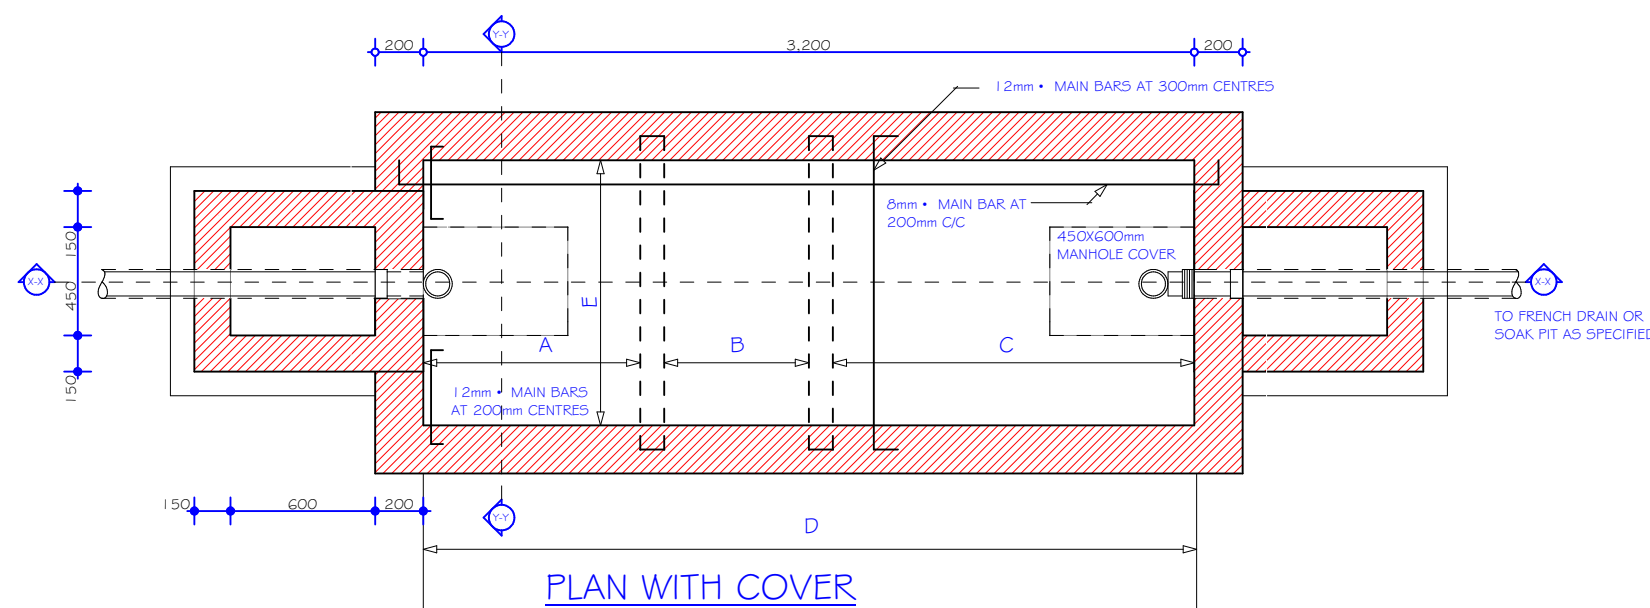 Y-Y
200
3,200
200
12mm • MAIN BARS AT 300mm CENTRES
8mm • MAIN BAR AT
200mm C/C
450X600mm
MANHOLE COVER
150
450
150
X-X
X-X
E
TO FRENCH DRAIN OR
SOAK PIT AS SPECIFIED
A
B
C
12mm • MAIN BARS
AT 200mm CENTRES
150
600
200
Y-Y
D
PLAN WITH COVER